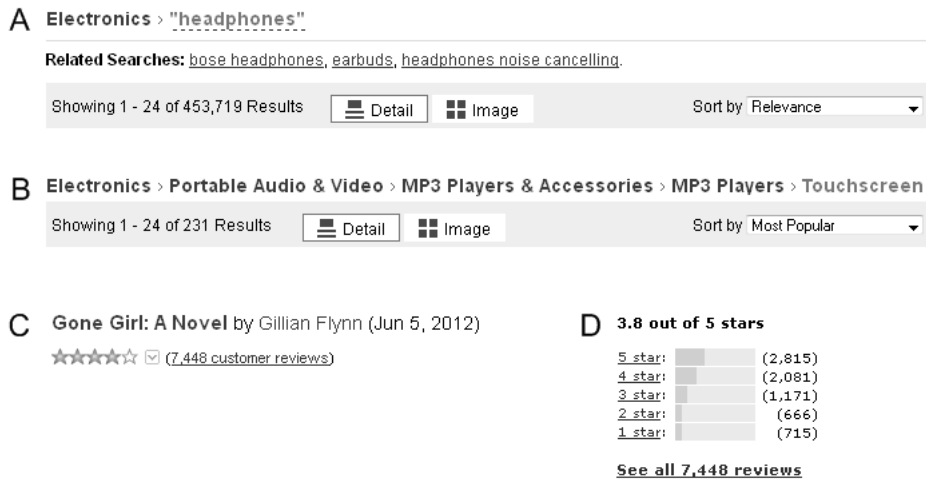 A Electronics › "headphones"
Related Searches: bose headphones, earbuds, headphones noise cancelling.
Showing 1 - 24 of 453,719 Results Detail Image Sort by Relevance
B Electronics › Portable Audio & Video › MP3 Players & Accessories › MP3 Players › Touchscreen
Showing 1 - 24 of 231 Results Detail Image Sort by Most Popular
C Gone Girl: A Novel by Gillian Flynn (Jun 5, 2012)
(7,448 customer reviews)
D 3.8 out of 5 stars
5 star: (2,815)
4 star: (2,081)
3 star: (1,171)
2 star: (666)
1 star: (715)
See all 7,448 reviews